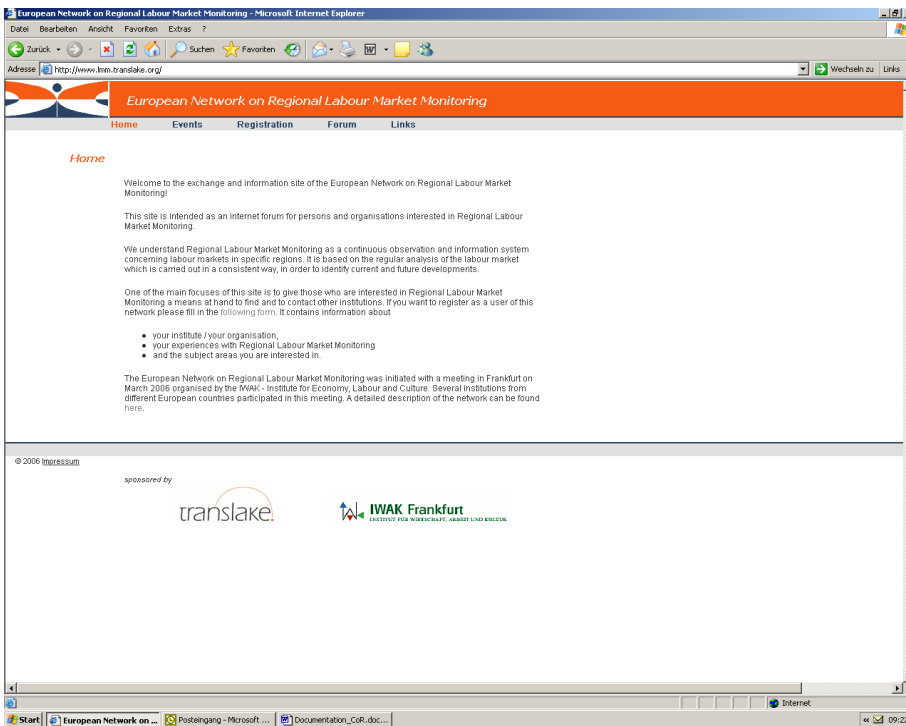 European Network on Regional Labour Market Monitoring - Microsoft Internet Explorer
Datei Bearbeiten Ansicht Favoriten Extras ?
Zurück Suchen Favoriten
Adresse http://www.lmm.translake.org/ Wechseln zu Links
European Network on Regional Labour Market Monitoring
Home Events Registration Forum Links
Home
Welcome to the exchange and information site of the European Network on Regional Labour Market
Monitoring!
This site is intended as an internet forum for persons and organisations interested in Regional Labour
Market Monitoring.
We understand Regional Labour Market Monitoring as a continuous observation and information system
concerning labour markets in specific regions. It is based on the regular analysis of the labour market
which is carried out in a consistent way, in order to identify current and future developments.
One of the main focuses of this site is to give those who are interested in Regional Labour Market
Monitoring a means at hand to find and to contact other institutions. If you want to register as a user of this
network please fill in the following form. It contains information about
• your institute / your organisation,
• your experiences with Regional Labour Market Monitoring
• and the subject areas you are interested in.
The European Network on Regional Labour Market Monitoring was initiated with a meeting in Frankfurt on
March 2006 organised by the IWAK - Institute for Economy, Labour and Culture. Several institutions from
different European countries participated in this meeting. A detailed description of the network can be found
here.
© 2006 Impressum
sponsored by
translake.
IWAK Frankfurt
INSTITUT FÜR WIRTSCHAFT, ARBEIT UND KULTUR
Internet
Start European Network on ... Posteingang - Microsoft ... Documentation_CoR.doc... « 09:2